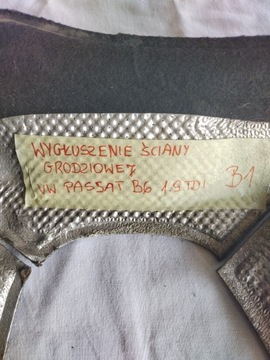 WYGŁUSZENIE ŚCIANY
GRODZIOWEJ
VW PASSAT B6 1.9 TDI B1